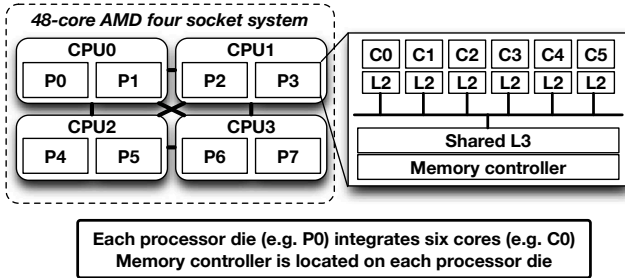 48-core AMD four socket system
CPU0 CPU1
P0 P1 P2 P3
CPU2 CPU3
P4 P5 P6 P7
C0 C1 C2 C3 C4 C5
L2 L2 L2 L2 L2 L2
Shared L3
Memory controller
Each processor die (e.g. P0) integrates six cores (e.g. C0)
Memory controller is located on each processor die